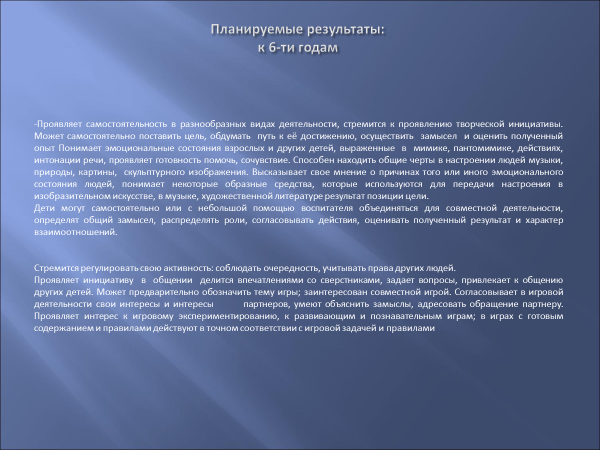 Планируемые результаты:
к 6-ти годам
-Проявляет самостоятельность в разнообразных видах деятельности, стремится к проявлению творческой инициативы.
Может самостоятельно поставить цель, обдумать путь к её достижению, осуществить замысел и оценить полученный
опыт Понимает эмоциональные состояния взрослых и других детей, выраженные в мимике, пантомимике, действиях,
интонации речи, проявляет готовность помочь, сочувствие. Способен находить общие черты в настроении людей музыки,
природы, картины, скульптурного изображения. Высказывает свое мнение о причинах того или иного эмоционального
состояния людей, понимает некоторые образные средства, которые используются для передачи настроения в
изобразительном искусстве, в музыке, художественной литературе результат позиции цели.
Дети могут самостоятельно или с небольшой помощью воспитателя объединяться для совместной деятельности,
определят общий замысел, распределять роли, согласовывать действия, оценивать полученный результат и характер
взаимоотношений.
Стремится регулировать свою активность: соблюдать очередность, учитывать права других людей.
Проявляет инициативу в общении делится впечатлениями со сверстниками, задает вопросы, привлекает к общению
других детей. Может предварительно обозначить тему игры; заинтересован совместной игрой. Согласовывает в игровой
деятельности свои интересы и интересы партнеров, умеют объяснить замыслы, адресовать обращение партнеру.
Проявляет интерес к игровому экспериментированию, к развивающим и познавательным играм; в играх с готовым
содержанием и правилами действуют в точном соответствии с игровой задачей и правилами